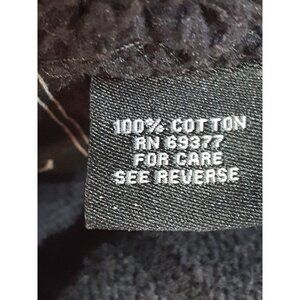 100% COTTON
RN 69377
FOR CARE
SEE REVERSE